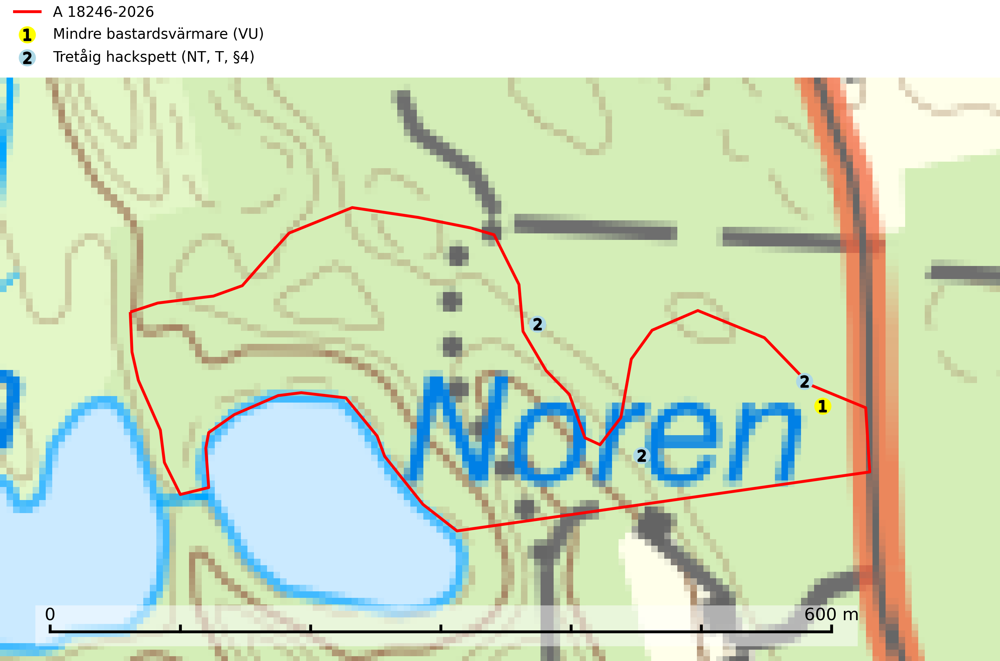 A 18246-2026
1 Mindre bastardsvärmare (VU)
2 Tretåig hackspett (NT, T, §4)
2
2
1
Noren
2
0 600 m